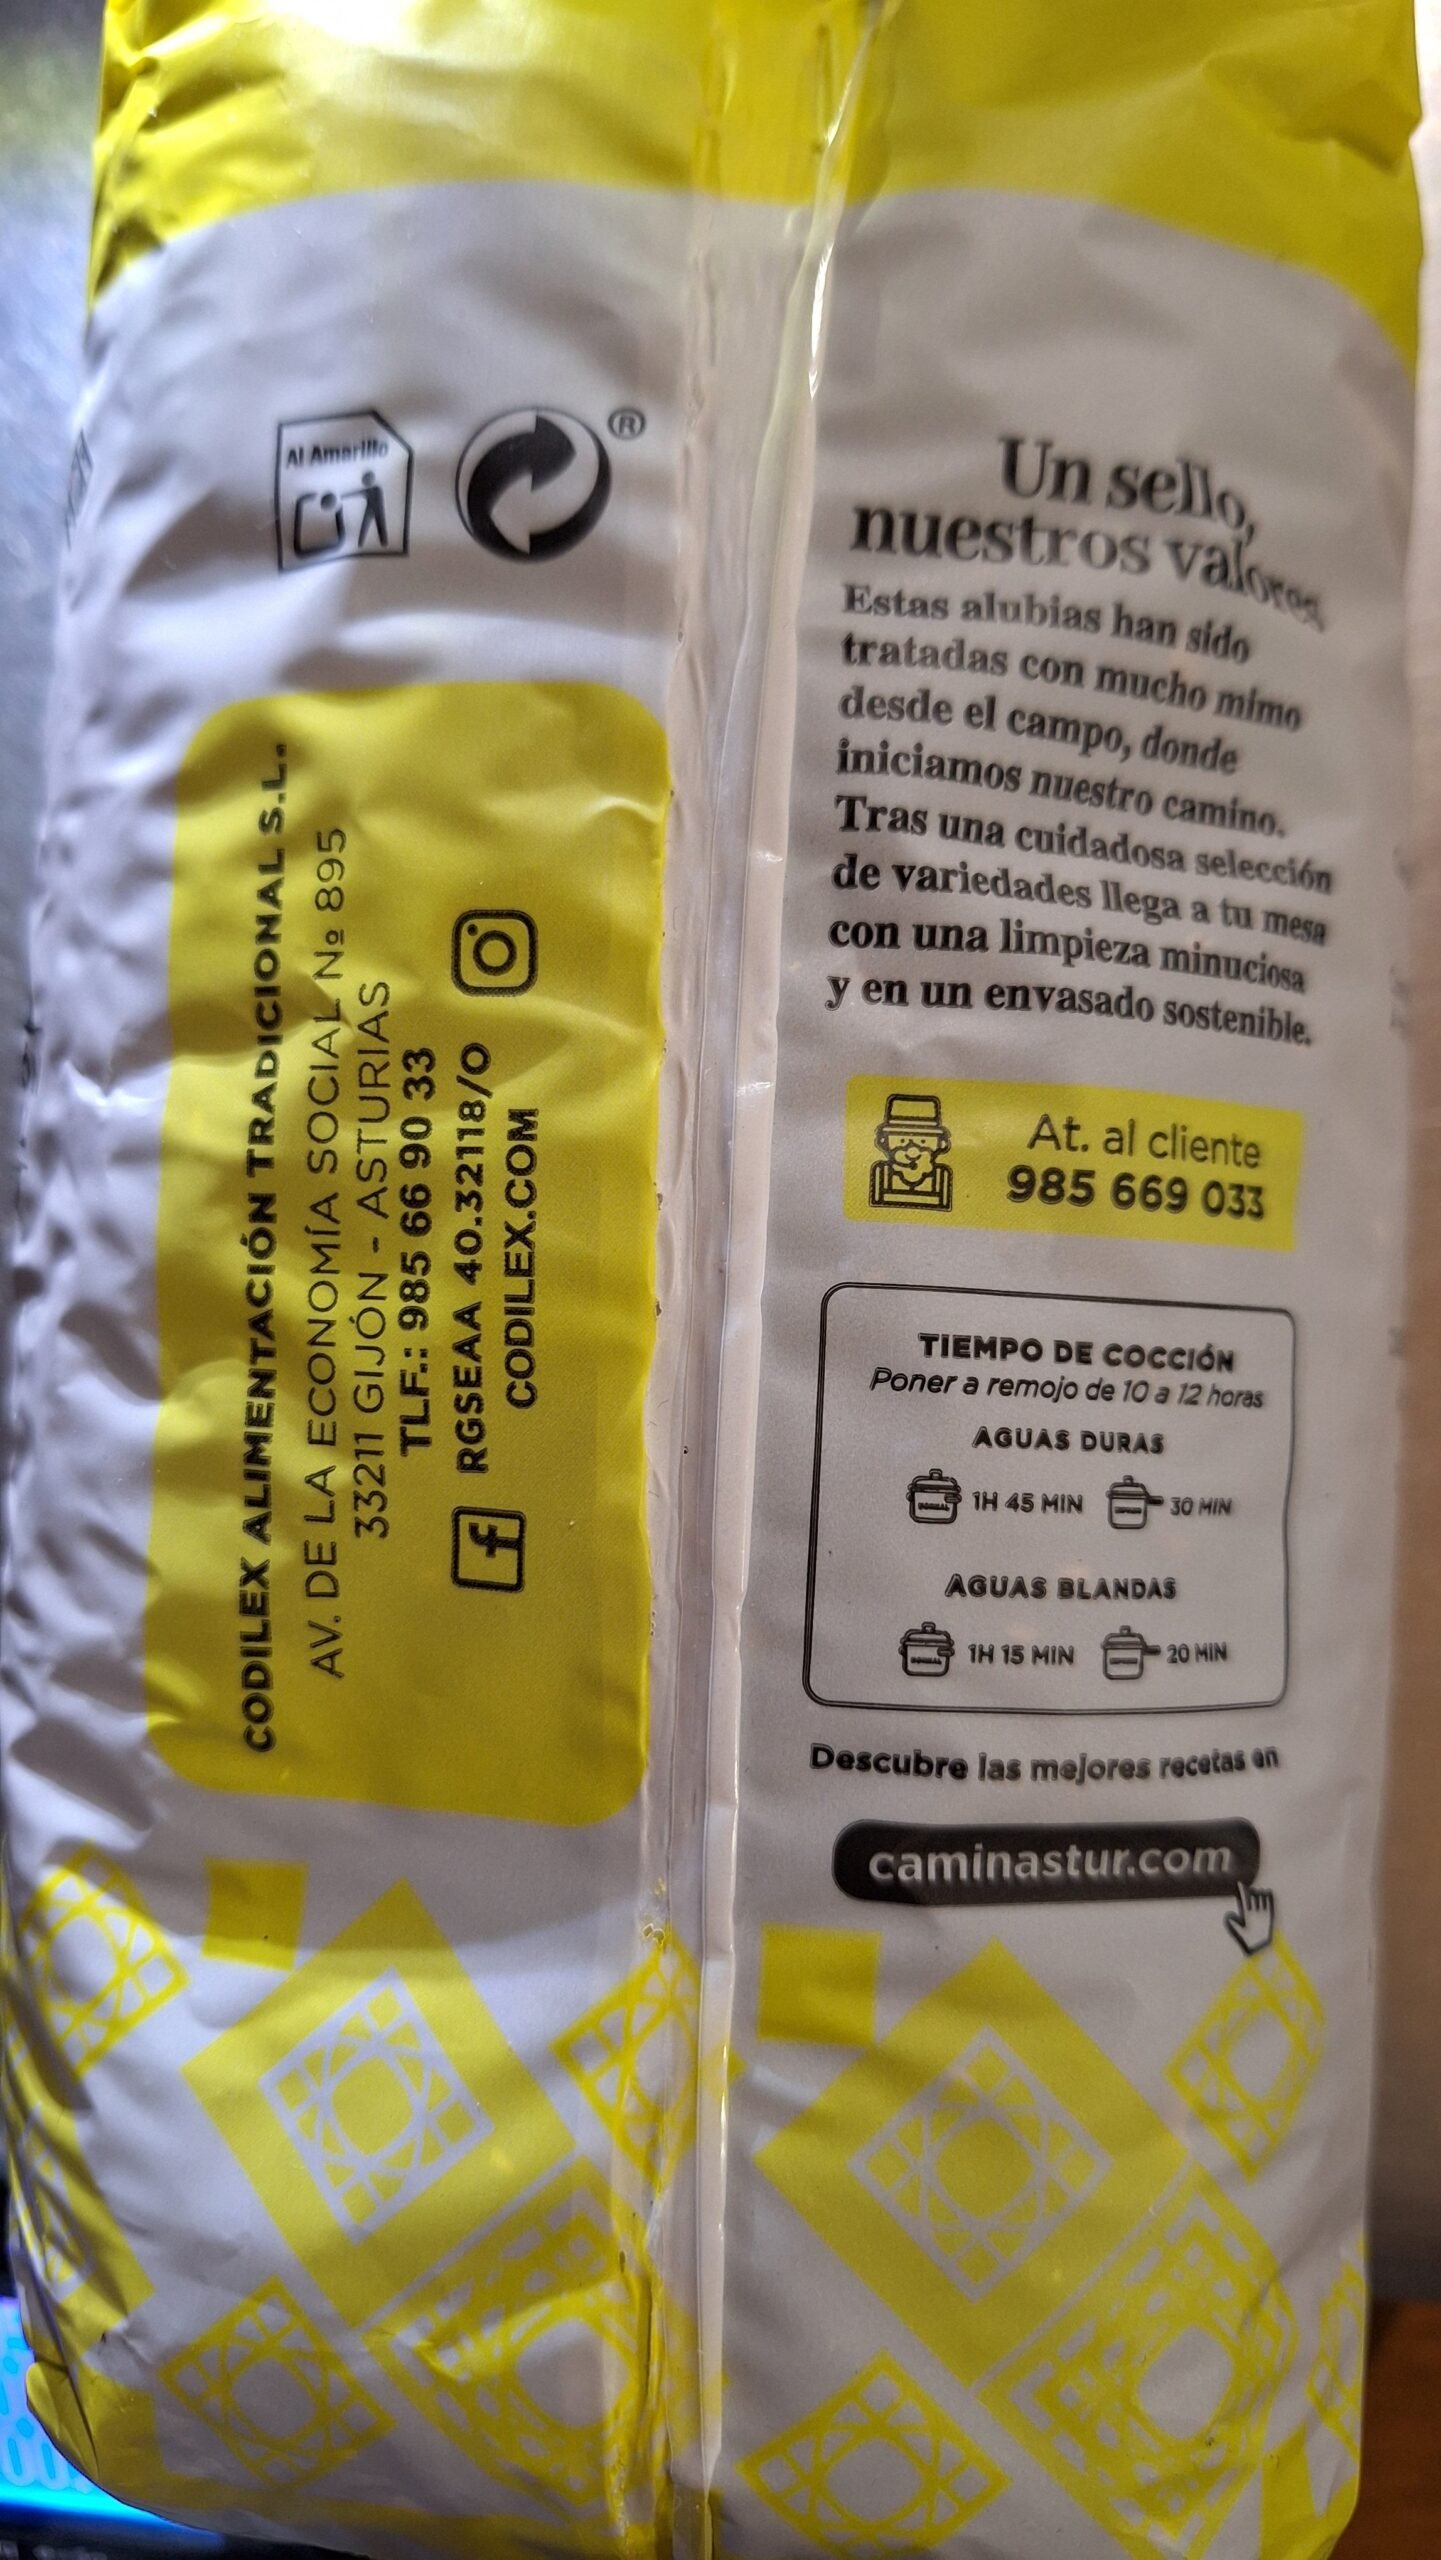 Al Amarillo
®
CODILEX ALIMENTACIÓN TRADICIONAL S.L.
AV. DE LA ECONOMÍA SOCIAL Nº 895
33211 GIJÓN - ASTURIAS
TLF.: 985 66 90 33
RGSEAA 40.32118/O
CODILEX.COM
Un sello,
nuestros valores
Estas alubias han sido
tratadas con mucho mimo
desde el campo, donde
iniciamos nuestro camino.
Tras una cuidadosa selección
de variedades llega a tu mesa
con una limpieza minuciosa
y en un envasado sostenible.
At. al cliente
985 669 033
TIEMPO DE COCCIÓN
Poner a remojo de 10 a 12 horas
AGUAS DURAS
1H 45 MIN 30 MIN
AGUAS BLANDAS
1H 15 MIN 20 MIN
Descubre las mejores recetas en
caminastur.com